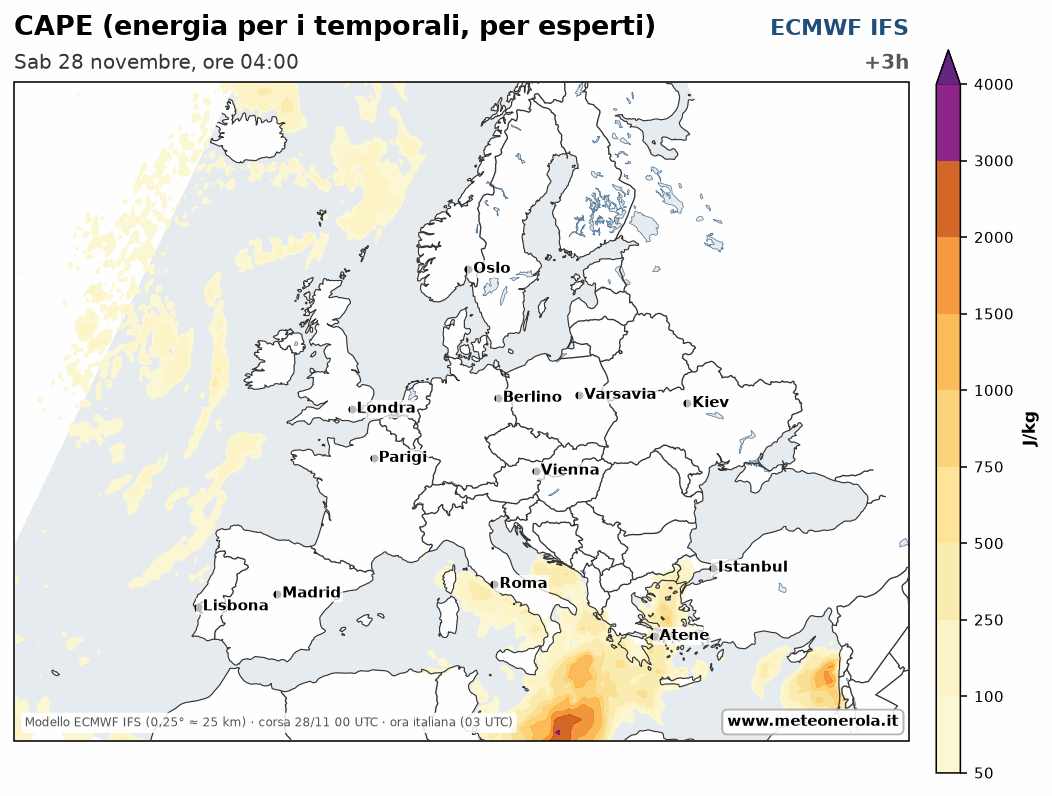 CAPE (energia per i temporali, per esperti)
ECMWF IFS
Sab 28 novembre, ore 04:00
+3h
4000
3000
2000
1500
1000
750
500
250
100
50
J/kg
Oslo
Berlino
Varsavia
Kiev
Londra
Parigi
Vienna
Istanbul
Roma
Madrid
Lisbona
Atene
Modello ECMWF IFS (0,25° ≈ 25 km) · corsa 28/11 00 UTC · ora italiana (03 UTC)
www.meteonerola.it